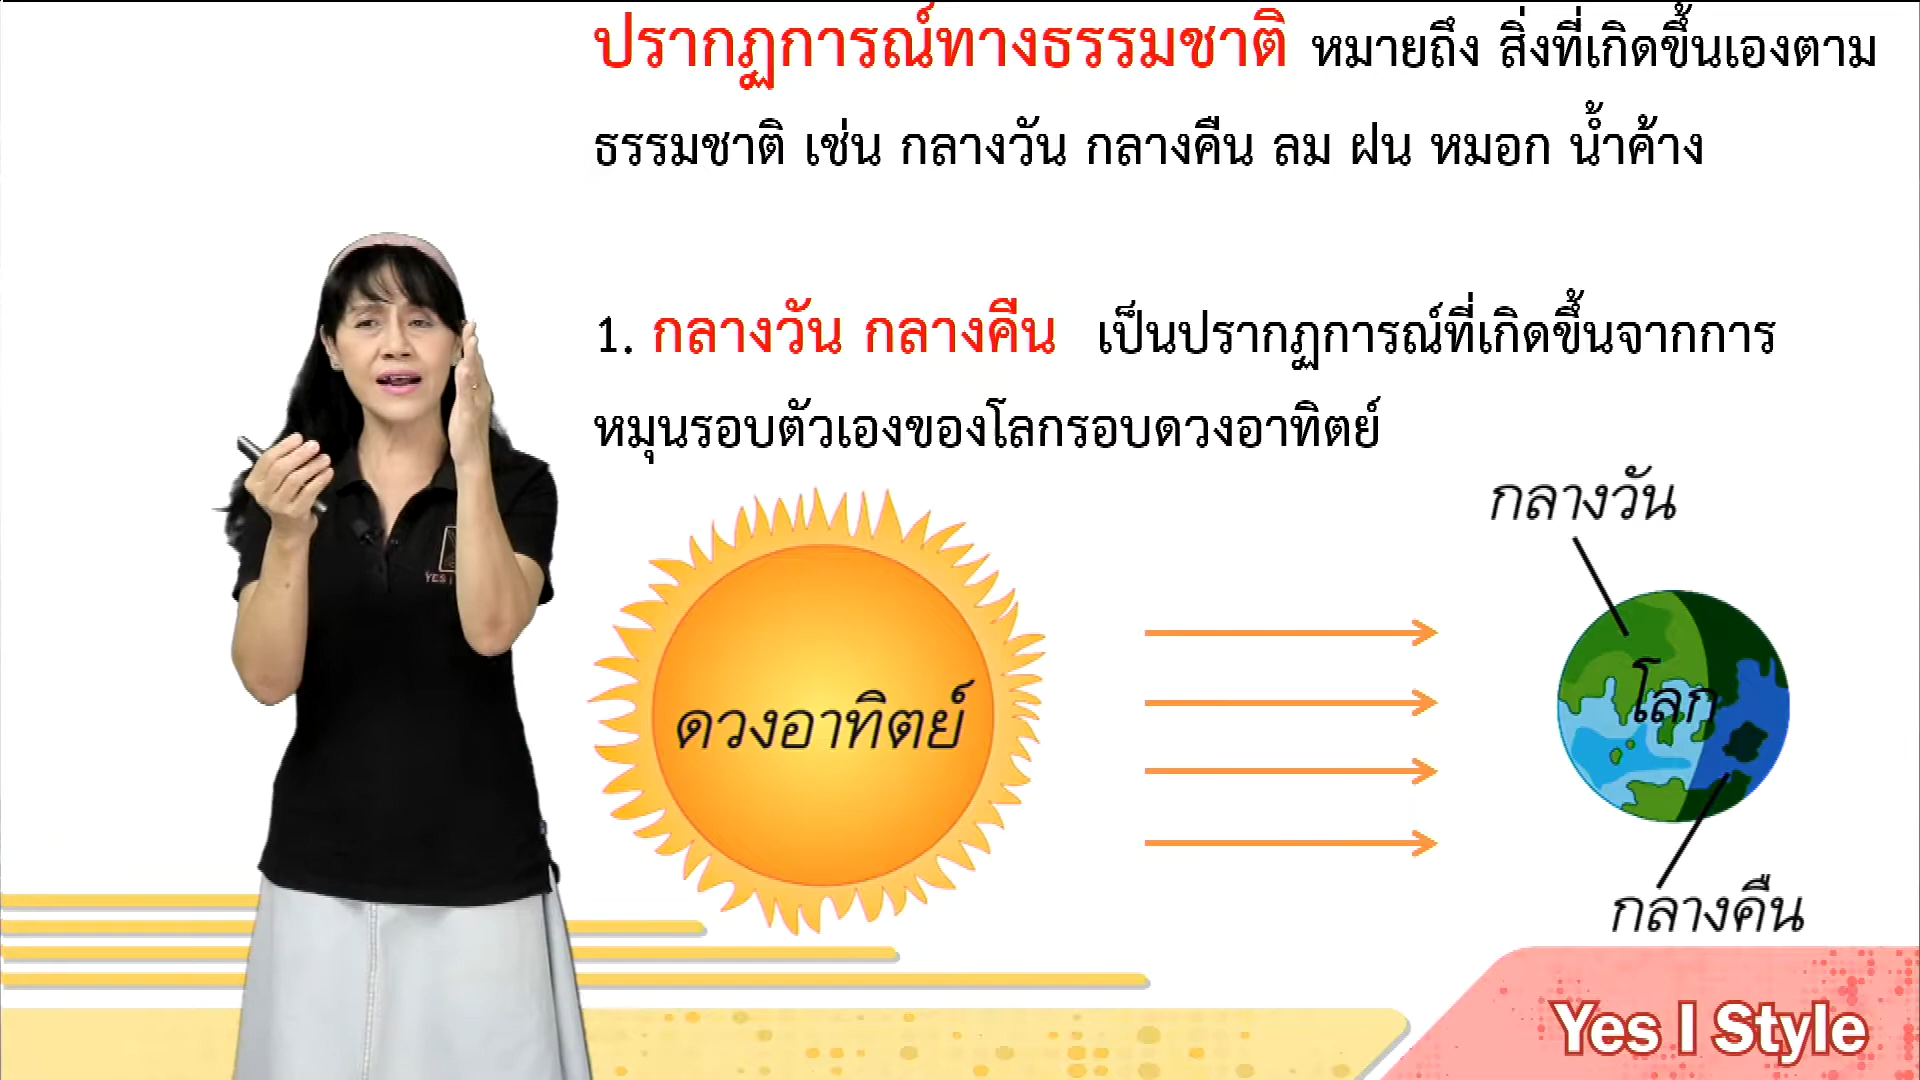 ปรากฏการณ์ทางธรรมชาติ หมายถึง สิ่งที่เกิดขึ้นเองตาม
ธรรมชาติ เช่น กลางวัน กลางคืน ลม ฝน หมอก น้ำค้าง
1. กลางวัน กลางคืน เป็นปรากฏการณ์ที่เกิดขึ้นจากการ
หมุนรอบตัวเองของโลกรอบดวงอาทิตย์
กลางวัน
ดวงอาทิตย์
โลก
กลางคืน
YES I
Yes I Style